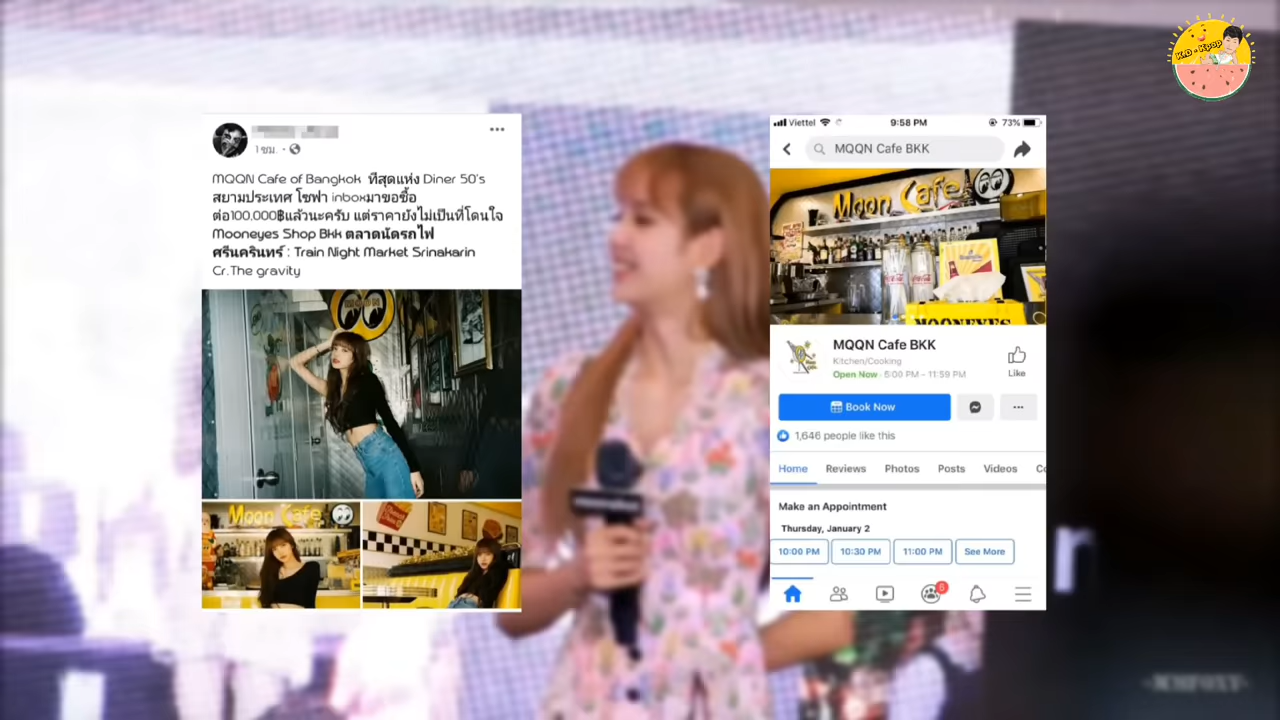 K.D - Kpop
1 ชม.
MQQN Cafe of Bangkok ที่สุดแห่ง Diner 50's
สยามประเทศ โซฟา inboxมาขอซื้อ
ต่อ100,000฿แล้วนะครับ แต่ราคายังไม่เป็นที่โดนใจ
Mooneyes Shop Bkk ตลาดนัดรถไฟ
ศรีนครินทร์ : Train Night Market Srinakarin
Cr.The gravity
MOON
Moon Cafe
Viettel
9:58 PM
73%
MQQN Cafe BKK
Moon Cafe
MOONEYES
MQQN Cafe BKK
Kitchen/Cooking
Open Now · 5:00 PM - 11:59 PM
Like
Book Now
1,646 people like this
Home
Reviews
Photos
Posts
Videos
Co
Make an Appointment
Thursday, January 2
10:00 PM
10:30 PM
11:00 PM
See More
n